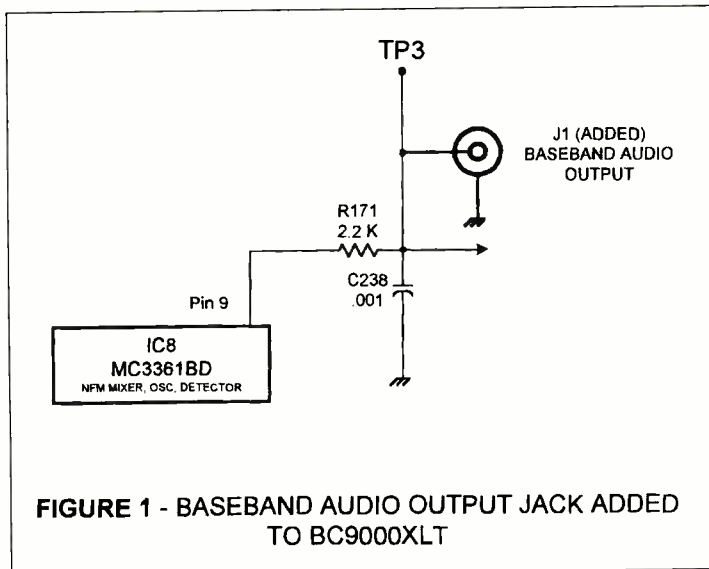 TP3
J1 (ADDED)
BASEBAND AUDIO
OUTPUT
R171
2.2 K
C238
.001
Pin 9
IC8
MC3361BD
NFM MIXER, OSC, DETECTOR
FIGURE 1 - BASEBAND AUDIO OUTPUT JACK ADDED
TO BC9000XLT